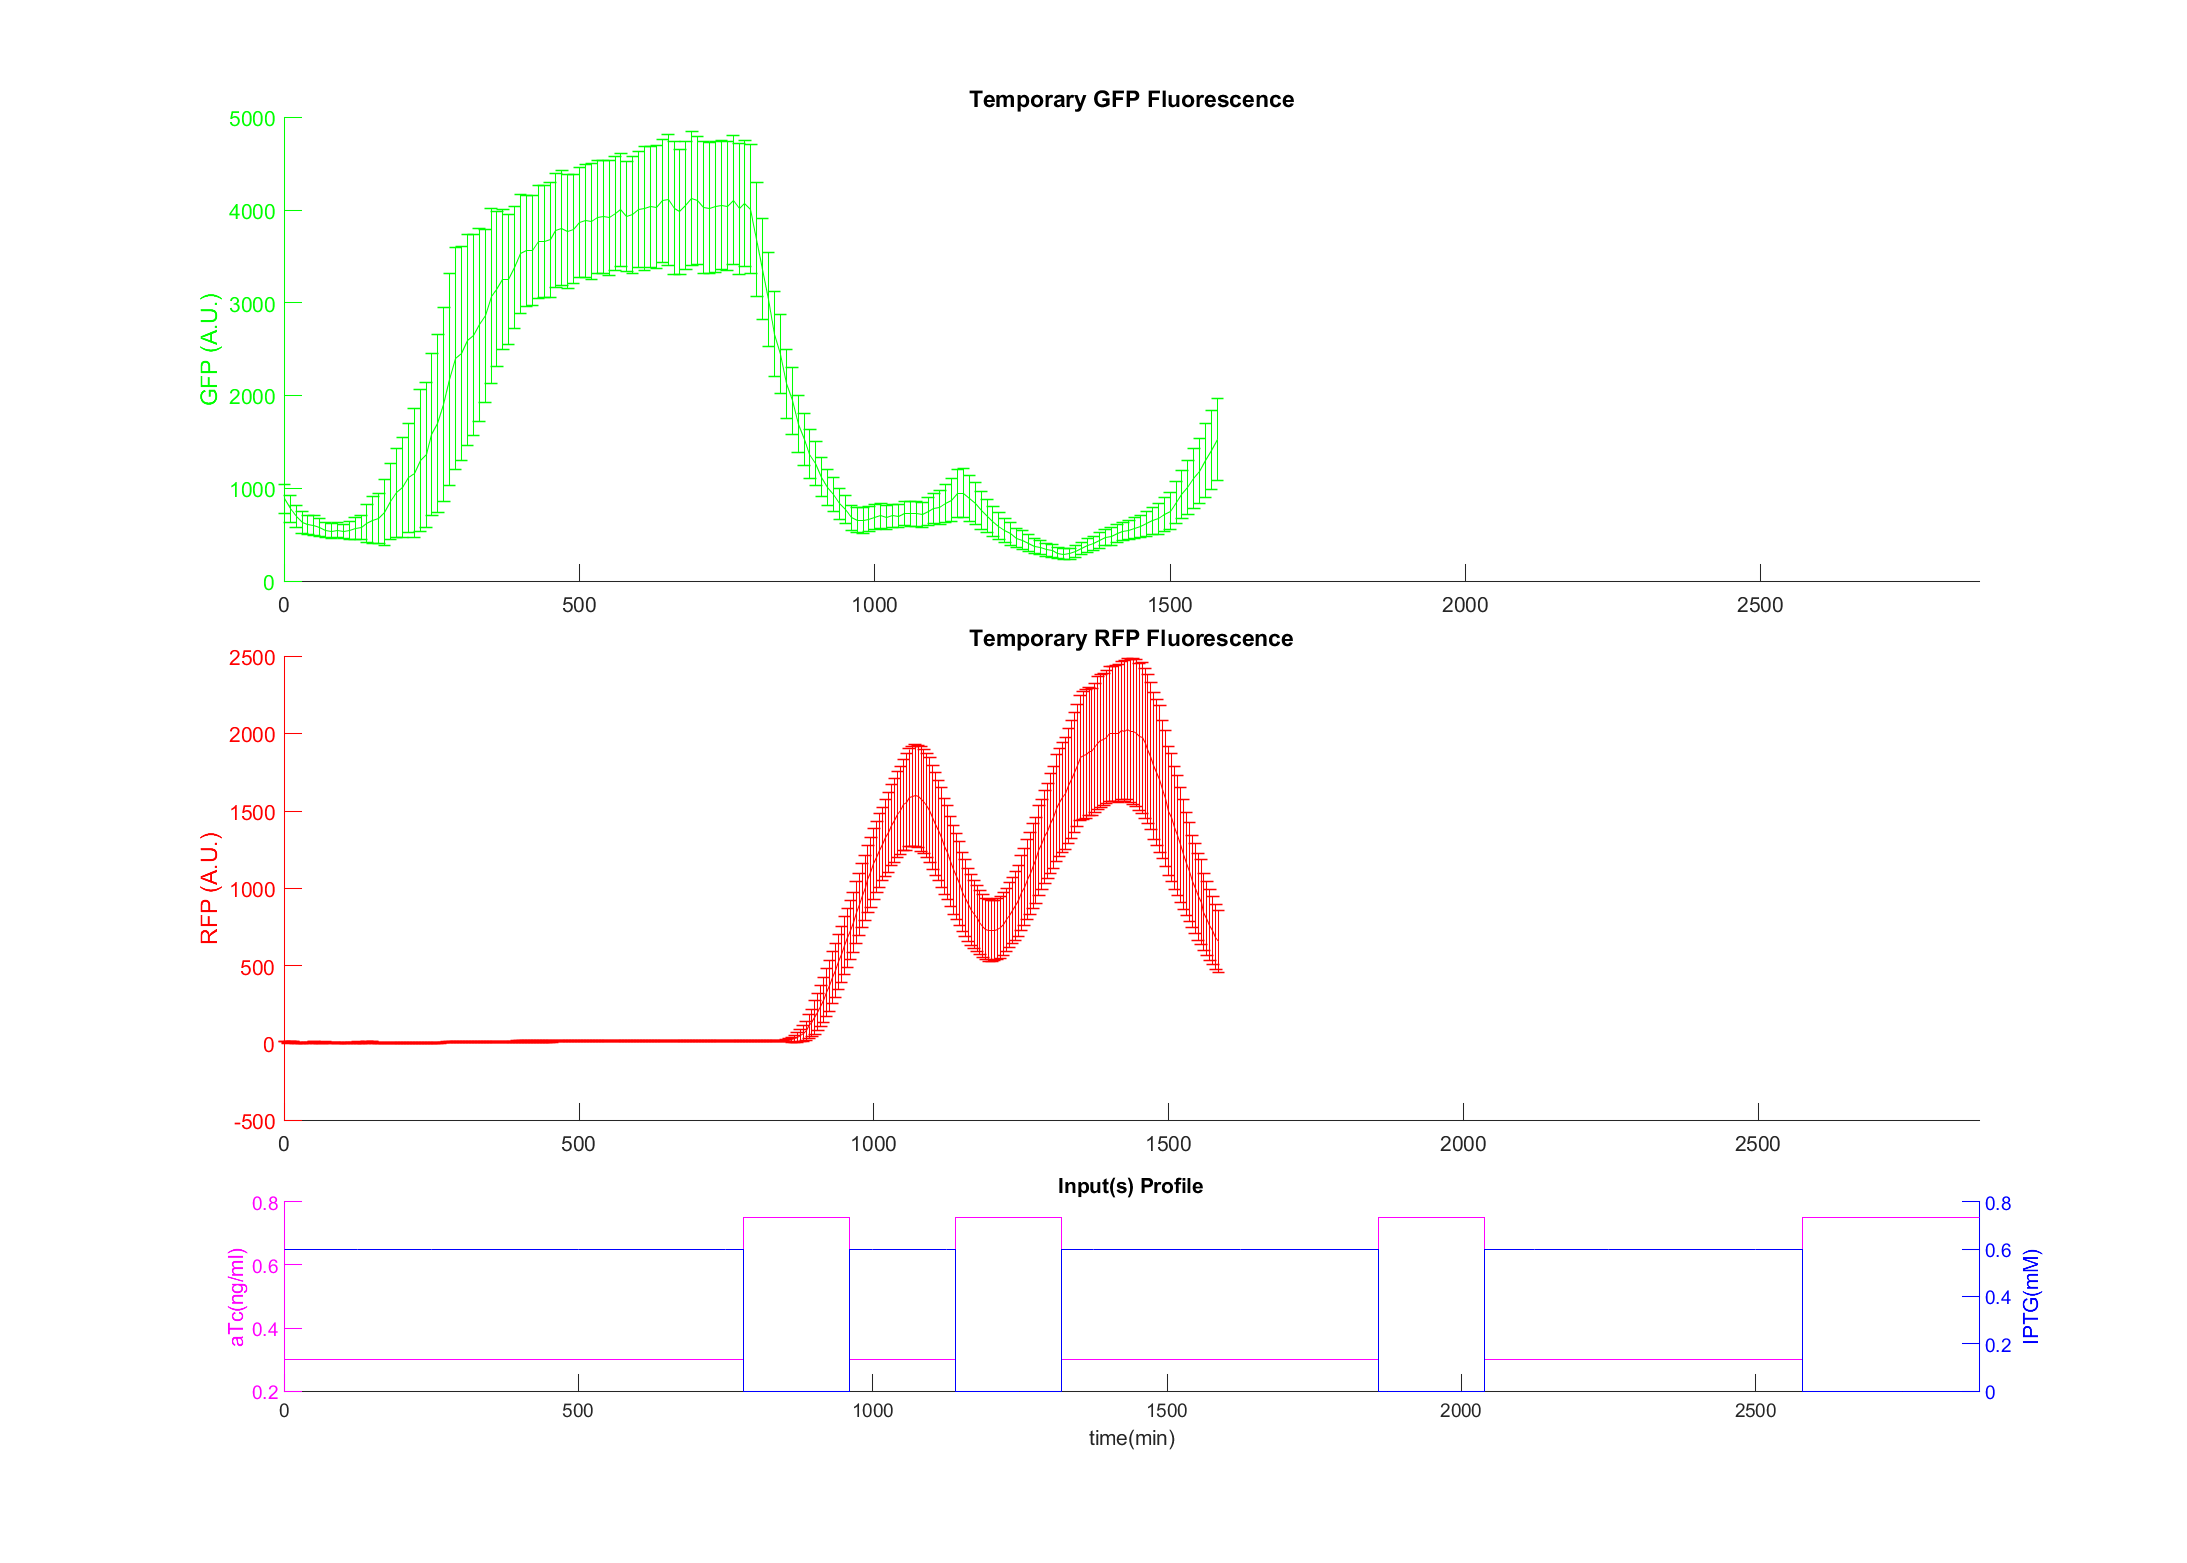 Temporary GFP Fluorescence
5000
4000
3000
2000
1000
0
GFP (A.U.)
0 500 1000 1500 2000 2500
Temporary RFP Fluorescence
2500
2000
1500
1000
500
0
-500
RFP (A.U.)
0 500 1000 1500 2000 2500
Input(s) Profile
0.8
0.6
0.4
0.2
aTc(ng/ml)
0.8
0.6
0.4
0.2
0
IPTG(mM)
0 500 1000 1500 2000 2500
time(min)